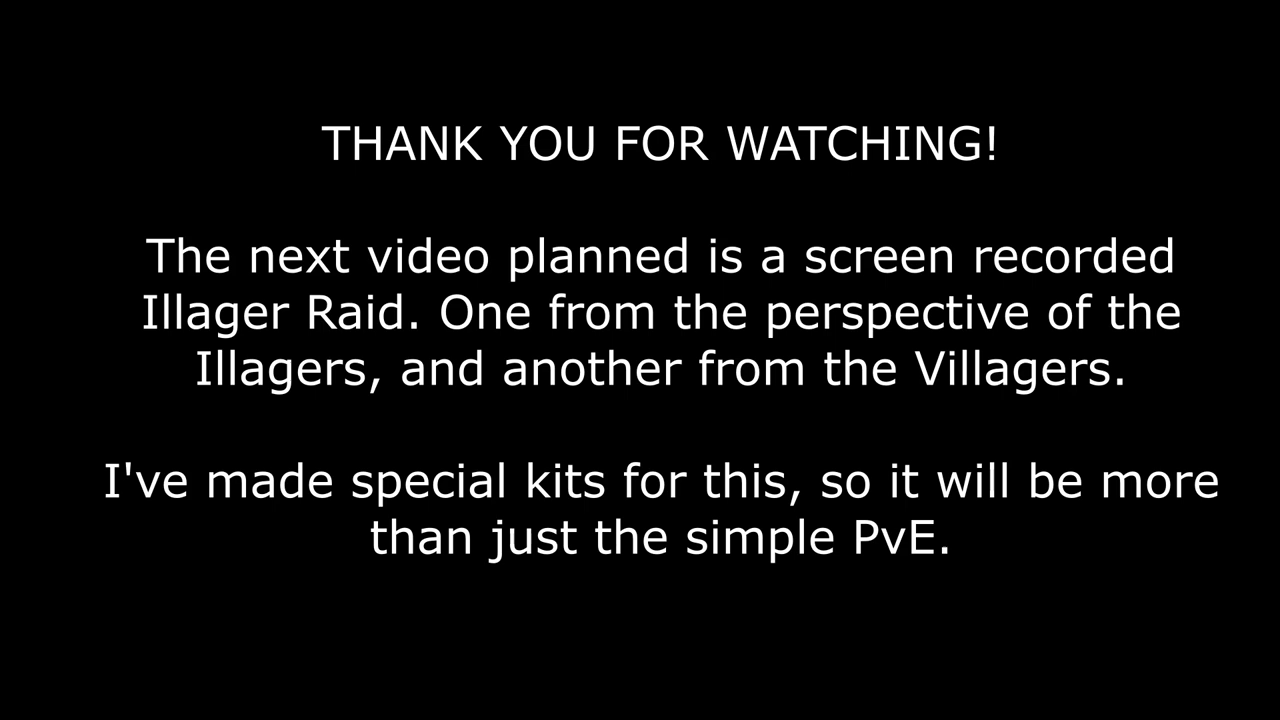 THANK YOU FOR WATCHING!
The next video planned is a screen recorded
Illager Raid. One from the perspective of the
Illagers, and another from the Villagers.
I've made special kits for this, so it will be more
than just the simple PvE.